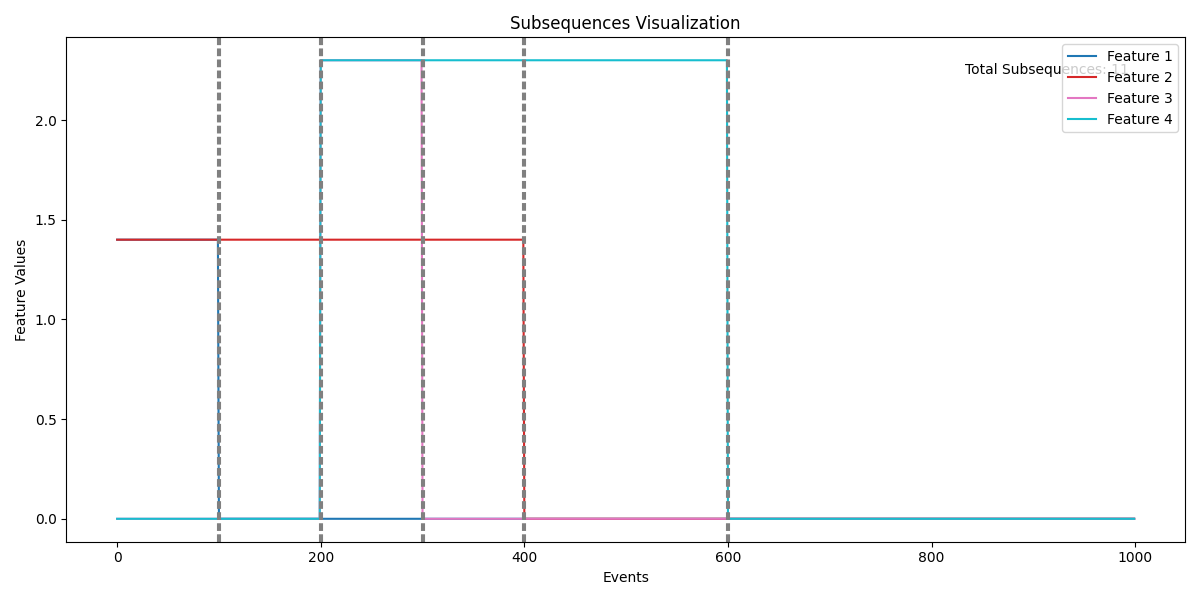 Subsequences Visualization
Feature Values
2.0
1.5
1.0
0.5
0.0
Total Subsequences: 11
Feature 1
Feature 2
Feature 3
Feature 4
0
200
400
600
800
1000
Events